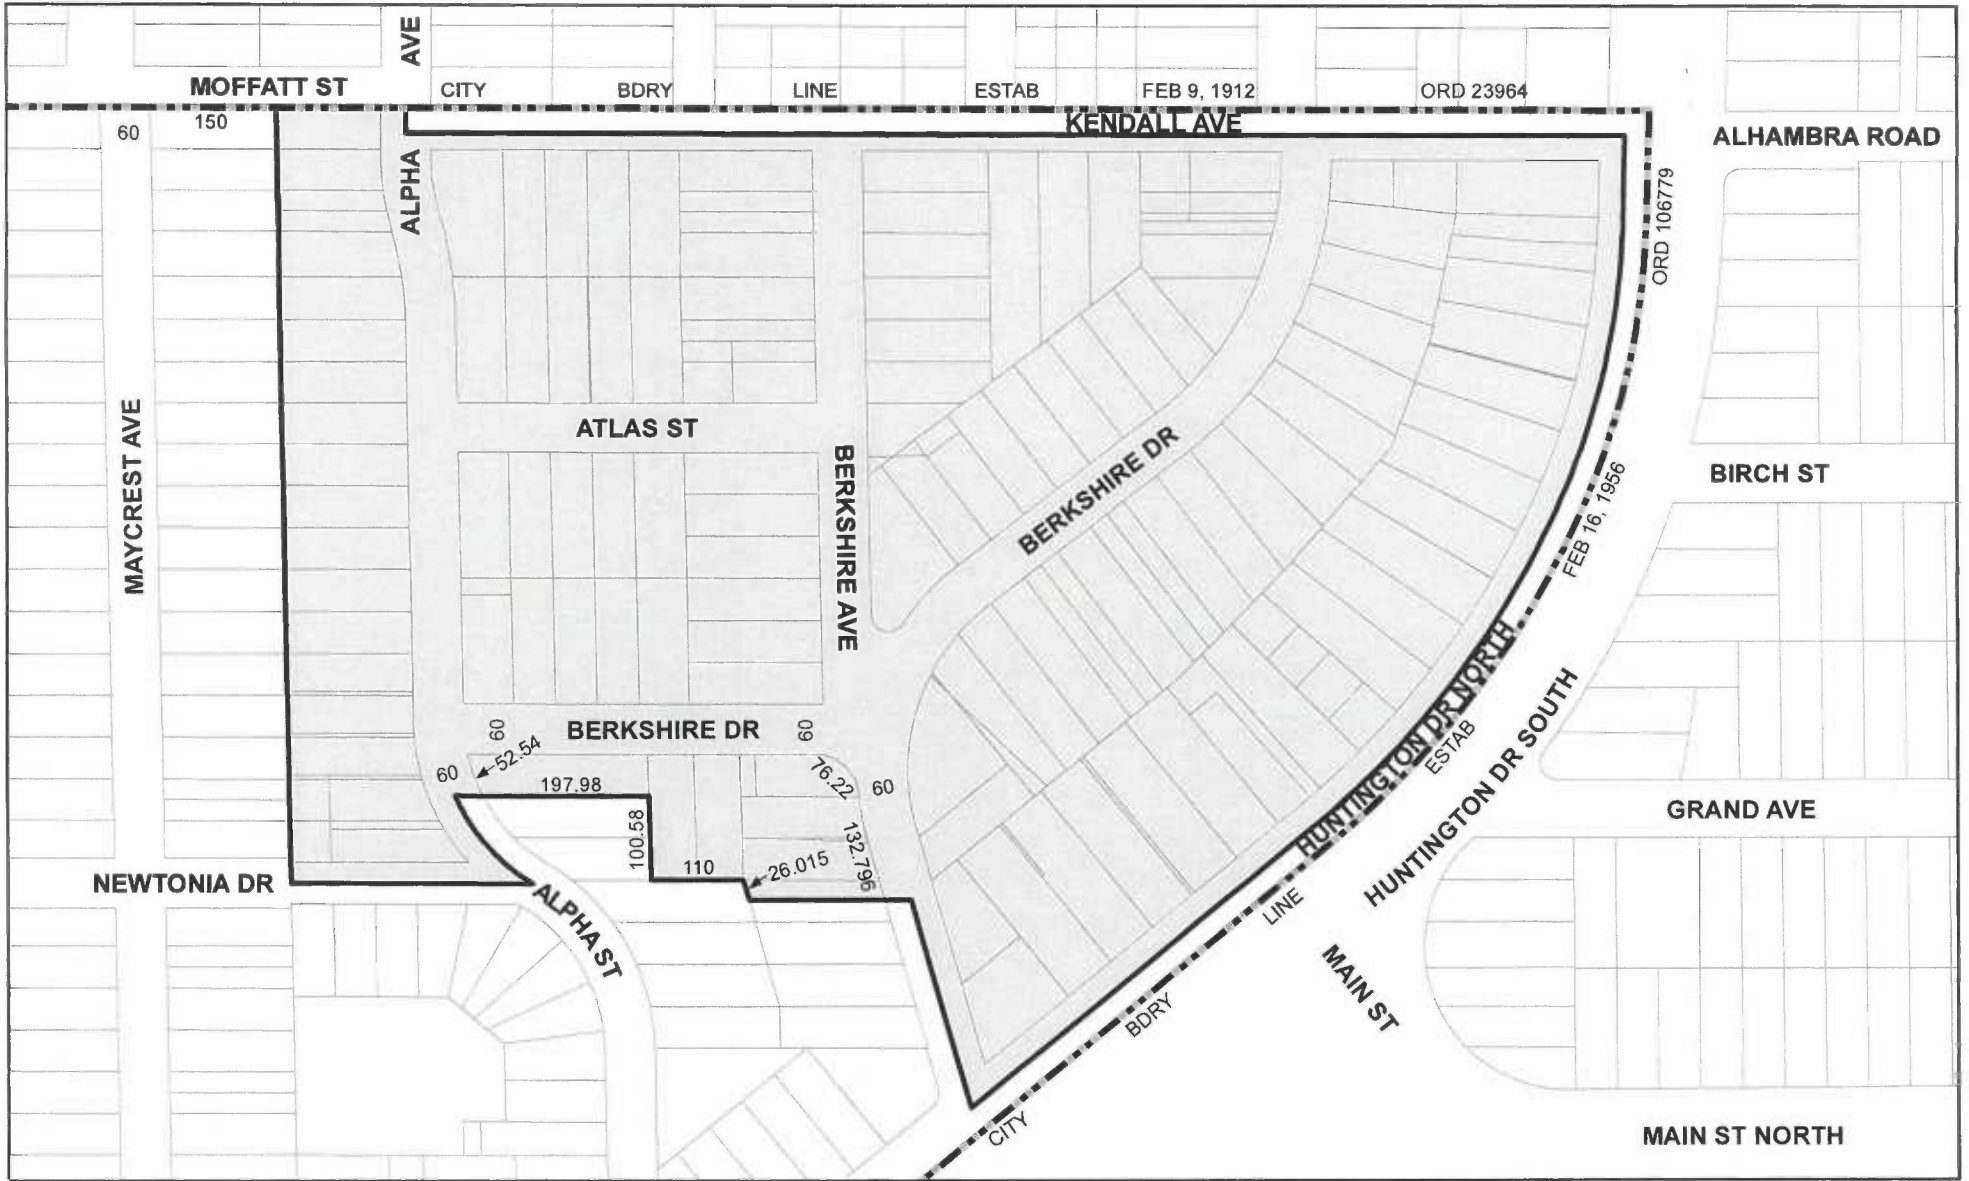 AVE
MOFFATT ST
CITY BDRY LINE ESTAB FEB 9, 1912 ORD 23964
60
150
KENDALL AVE
ALHAMBRA ROAD
ALPHA
ORD 106779
MAYCREST AVE
ATLAS ST
BERKSHIRE AVE
BERKSHIRE DR
BIRCH ST
FEB 16, 1956
60
BERKSHIRE DR
60
52.54
60
197.98
76.22
60
100.58
110
26.015
132.796
HUNTINGTON DR NORTH
ESTAB
HUNTINGTON DR SOUTH
GRAND AVE
NEWTONIA DR
ALPHA ST
LINE
MAIN ST
BDRY
CITY
MAIN ST NORTH